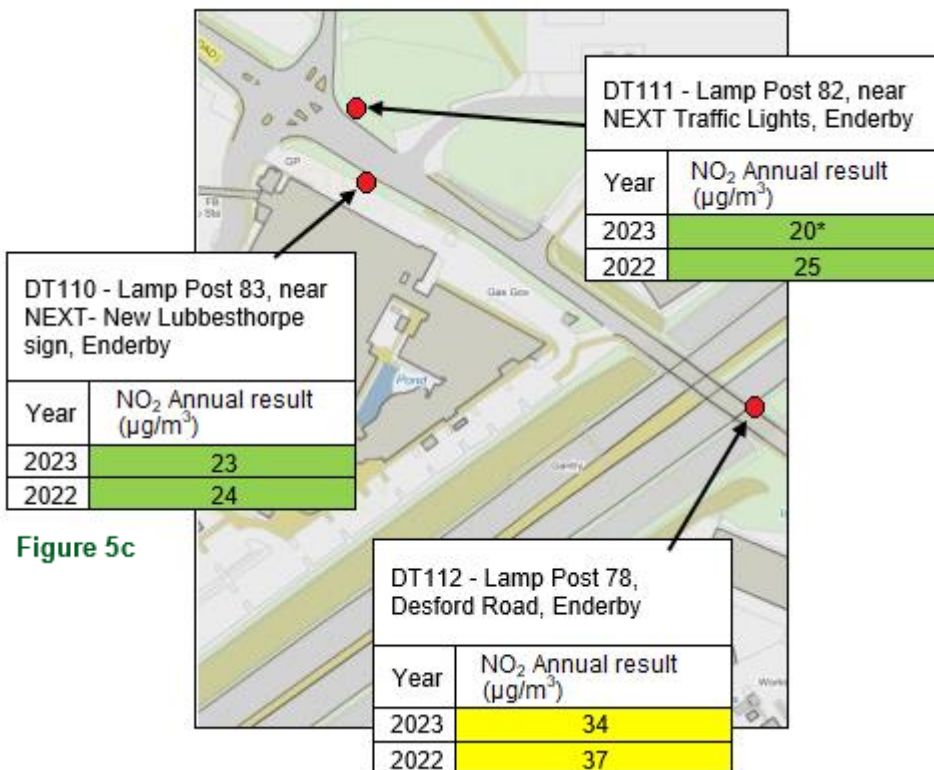 DT111 - Lamp Post 82, near
NEXT Traffic Lights, Enderby
Year NO₂ Annual result
(µg/m³)
2023 20*
2022 25
DT110 - Lamp Post 83, near
NEXT- New Lubbesthorpe
sign, Enderby
Year NO₂ Annual result
(µg/m³)
2023 23
2022 24
Figure 5c
DT112 - Lamp Post 78,
Desford Road, Enderby
Year NO₂ Annual result
(µg/m³)
2023 34
2022 37
GP
FB
Gas Gov
Pond
Gantry